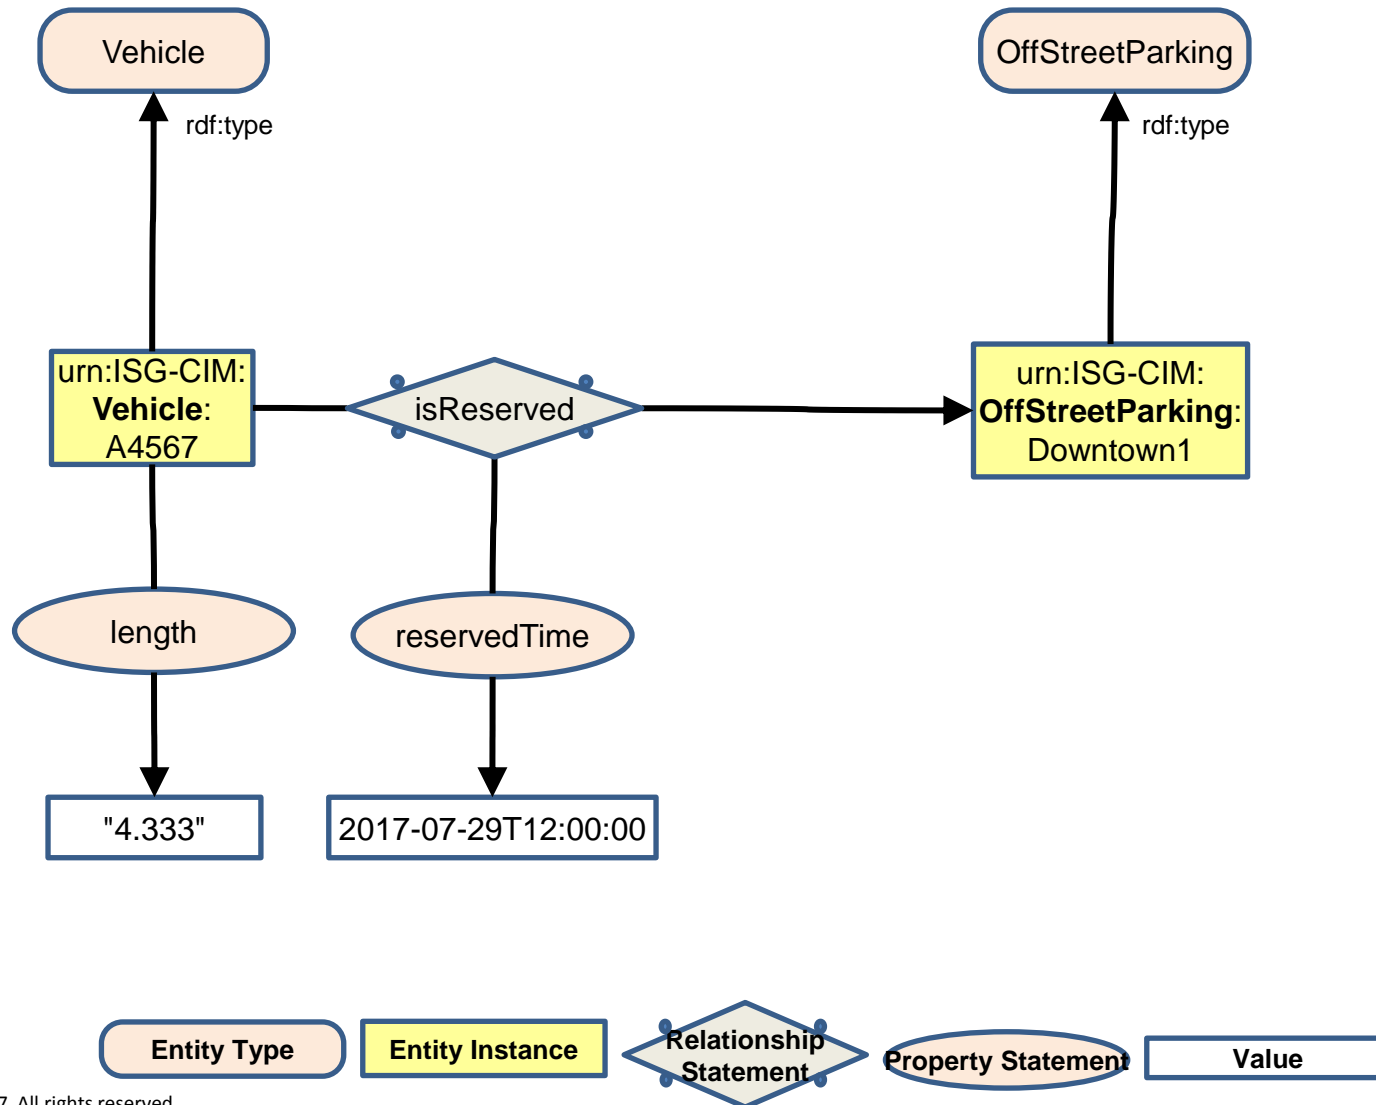 Vehicle
OffStreetParking
rdf:type
rdf:type
urn:ISG-CIM:
Vehicle:
A4567
isReserved
urn:ISG-CIM:
OffStreetParking:
Downtown1
length
reservedTime
"4.333"
2017-07-29T12:00:00
Entity Type
Entity Instance
Relationship
Statement
Property Statement
Value
7. All rights reserved